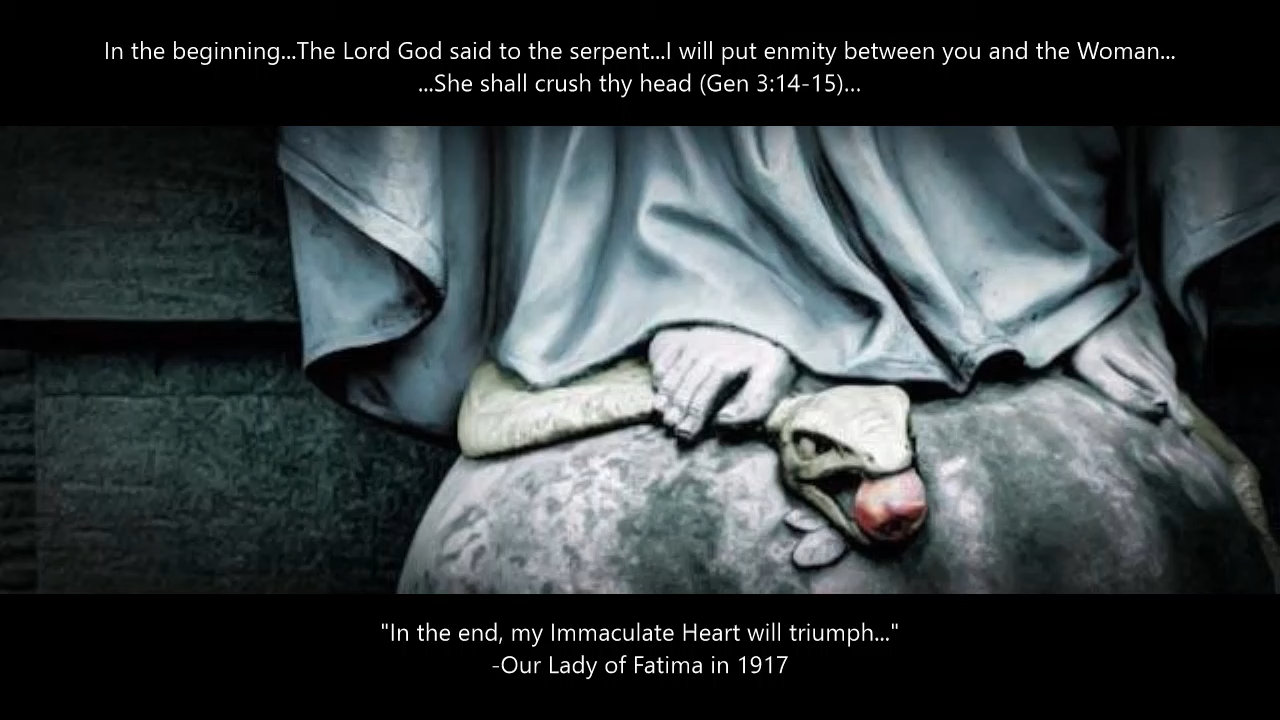 In the beginning...The Lord God said to the serpent...I will put enmity between you and the Woman...
...She shall crush thy head (Gen 3:14-15)...
"In the end, my Immaculate Heart will triumph..."
-Our Lady of Fatima in 1917